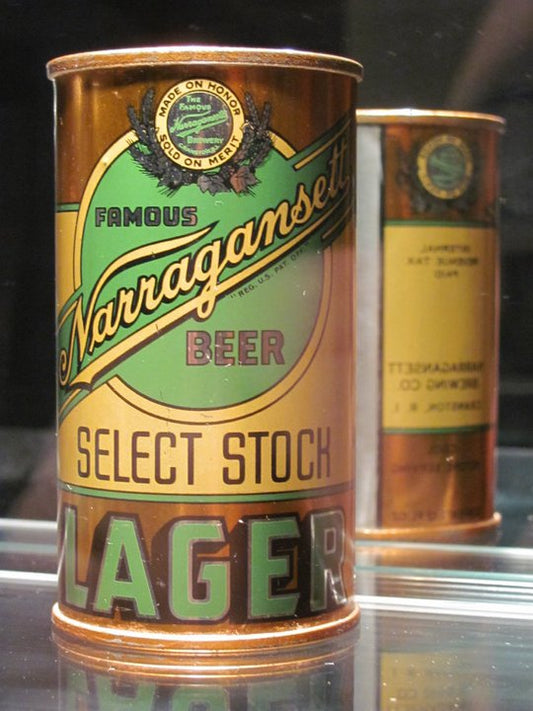 MADE ON HONOR
THE
FAMOUS
Narragansett
BREWERY
CRANSTON R.I.
SOLD ON MERIT
FAMOUS
Narragansett
"REG. U.S. PAT. OFF."
BEER
SELECT STOCK
LAGER
INTERNAL
REVENUE TAX
PAID
NARRAGANSETT
BREWING CO.
CRANSTON, R. I.